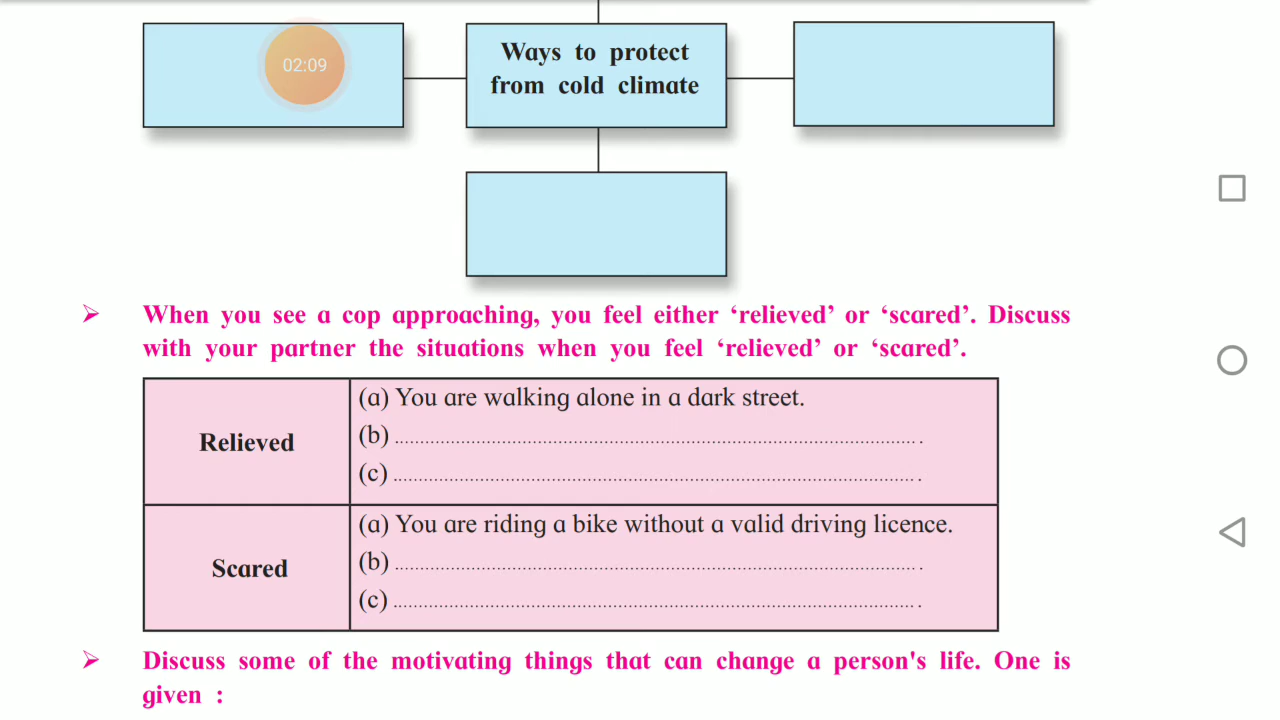 02:09
Ways to protect
from cold climate
➢ When you see a cop approaching, you feel either ‘relieved’ or ‘scared’. Discuss
with your partner the situations when you feel ‘relieved’ or ‘scared’.
Relieved
(a) You are walking alone in a dark street.
(b) ........................................................................................ .
(c) ........................................................................................ .
Scared
(a) You are riding a bike without a valid driving licence.
(b) ........................................................................................ .
(c) ........................................................................................ .
➢ Discuss some of the motivating things that can change a person's life. One is
given :